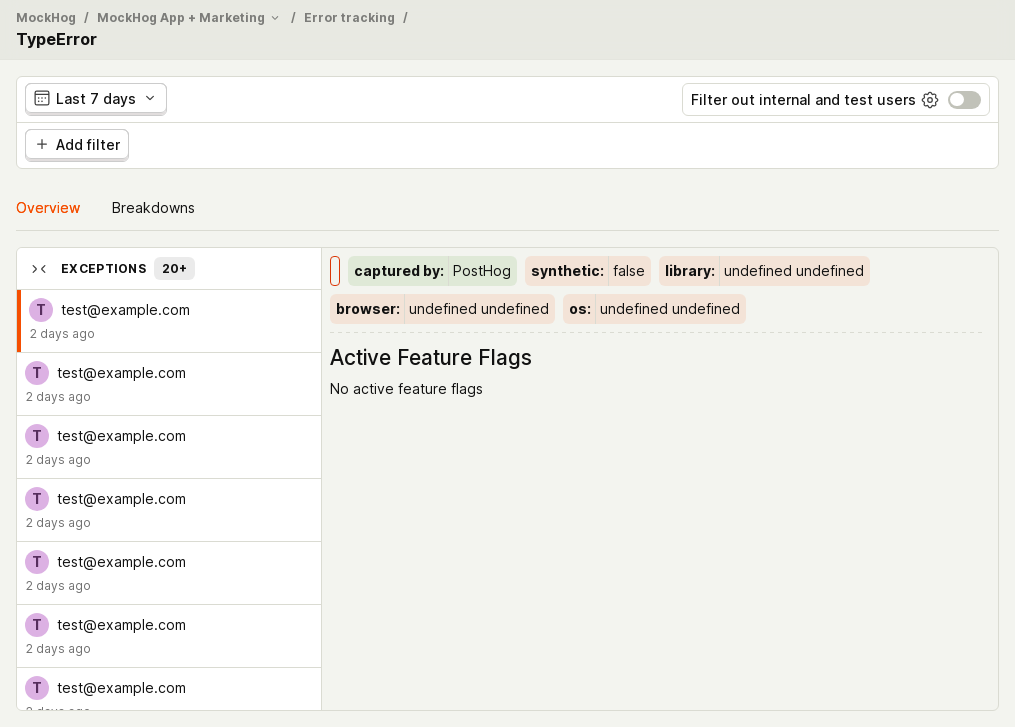 MockHog / MockHog App + Marketing / Error tracking /
TypeError
Last 7 days
Filter out internal and test users
Add filter
Overview Breakdowns
EXCEPTIONS 20+
T test@example.com
2 days ago
T test@example.com
2 days ago
T test@example.com
2 days ago
T test@example.com
2 days ago
T test@example.com
2 days ago
T test@example.com
2 days ago
T test@example.com
2 days ago
captured by: PostHog synthetic: false library: undefined undefined
browser: undefined undefined os: undefined undefined
Active Feature Flags
No active feature flags